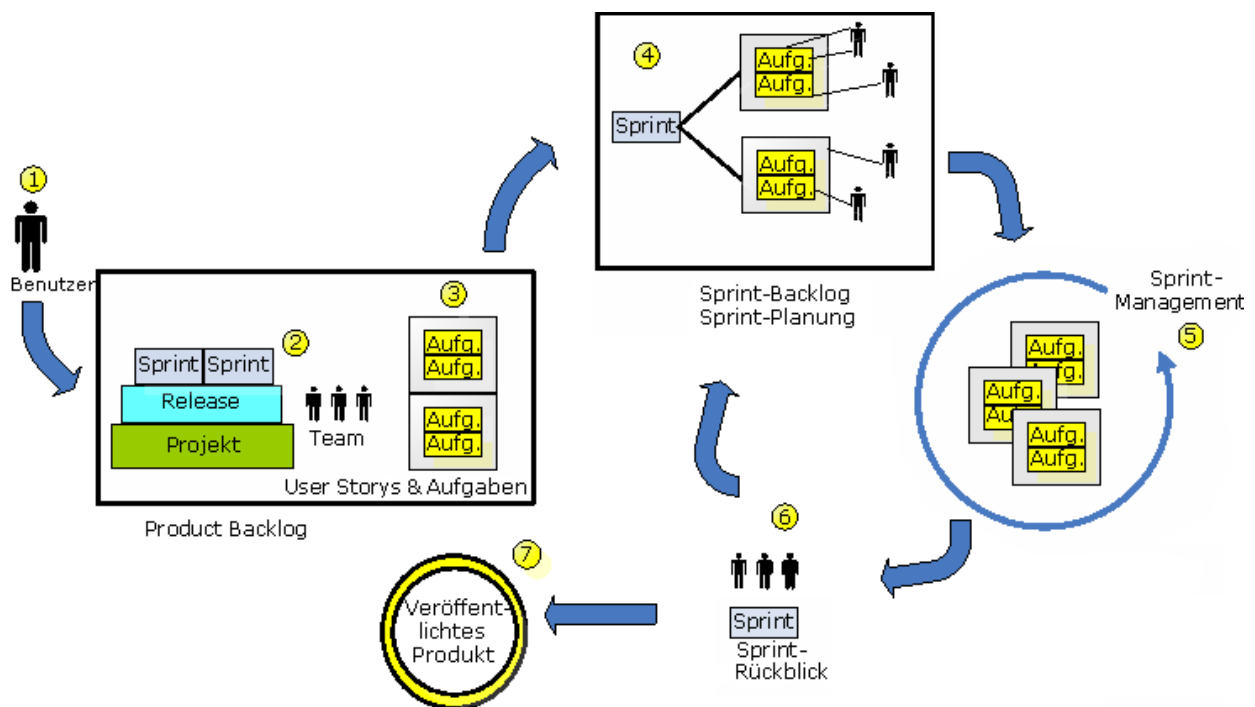 1
Benutzer
2
Sprint Sprint
Release
Projekt
Team
3
Aufg.
Aufg.
Aufg.
Aufg.
User Storys & Aufgaben
Product Backlog
4
Sprint
Aufg.
Aufg.
Aufg.
Aufg.
Sprint-Backlog
Sprint-Planung
Sprint-
Management
5
Aufg.
Aufg.
Aufg.
Aufg.
Aufg.
Aufg.
6
Sprint
Sprint-
Rückblick
7
Veröffent-
lichtes
Produkt